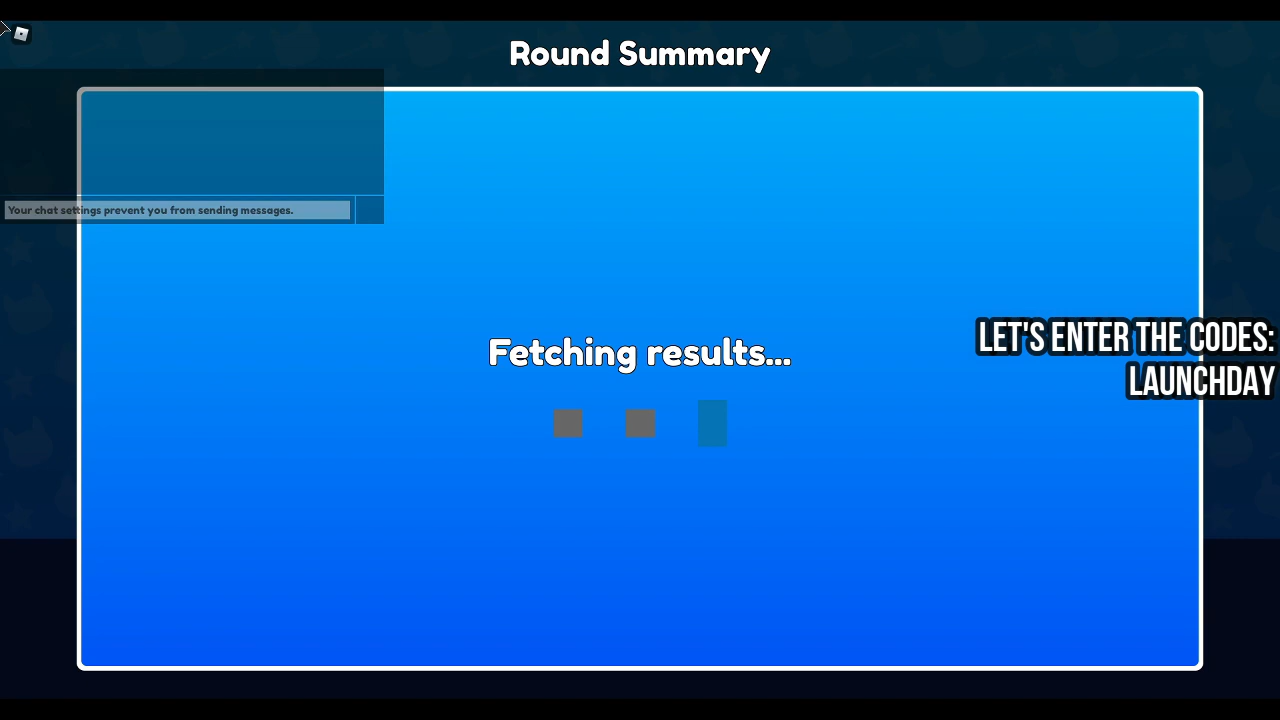 Round Summary
Your chat settings prevent you from sending messages.
Fetching results...
LET'S ENTER THE CODES:
LAUNCHDAY